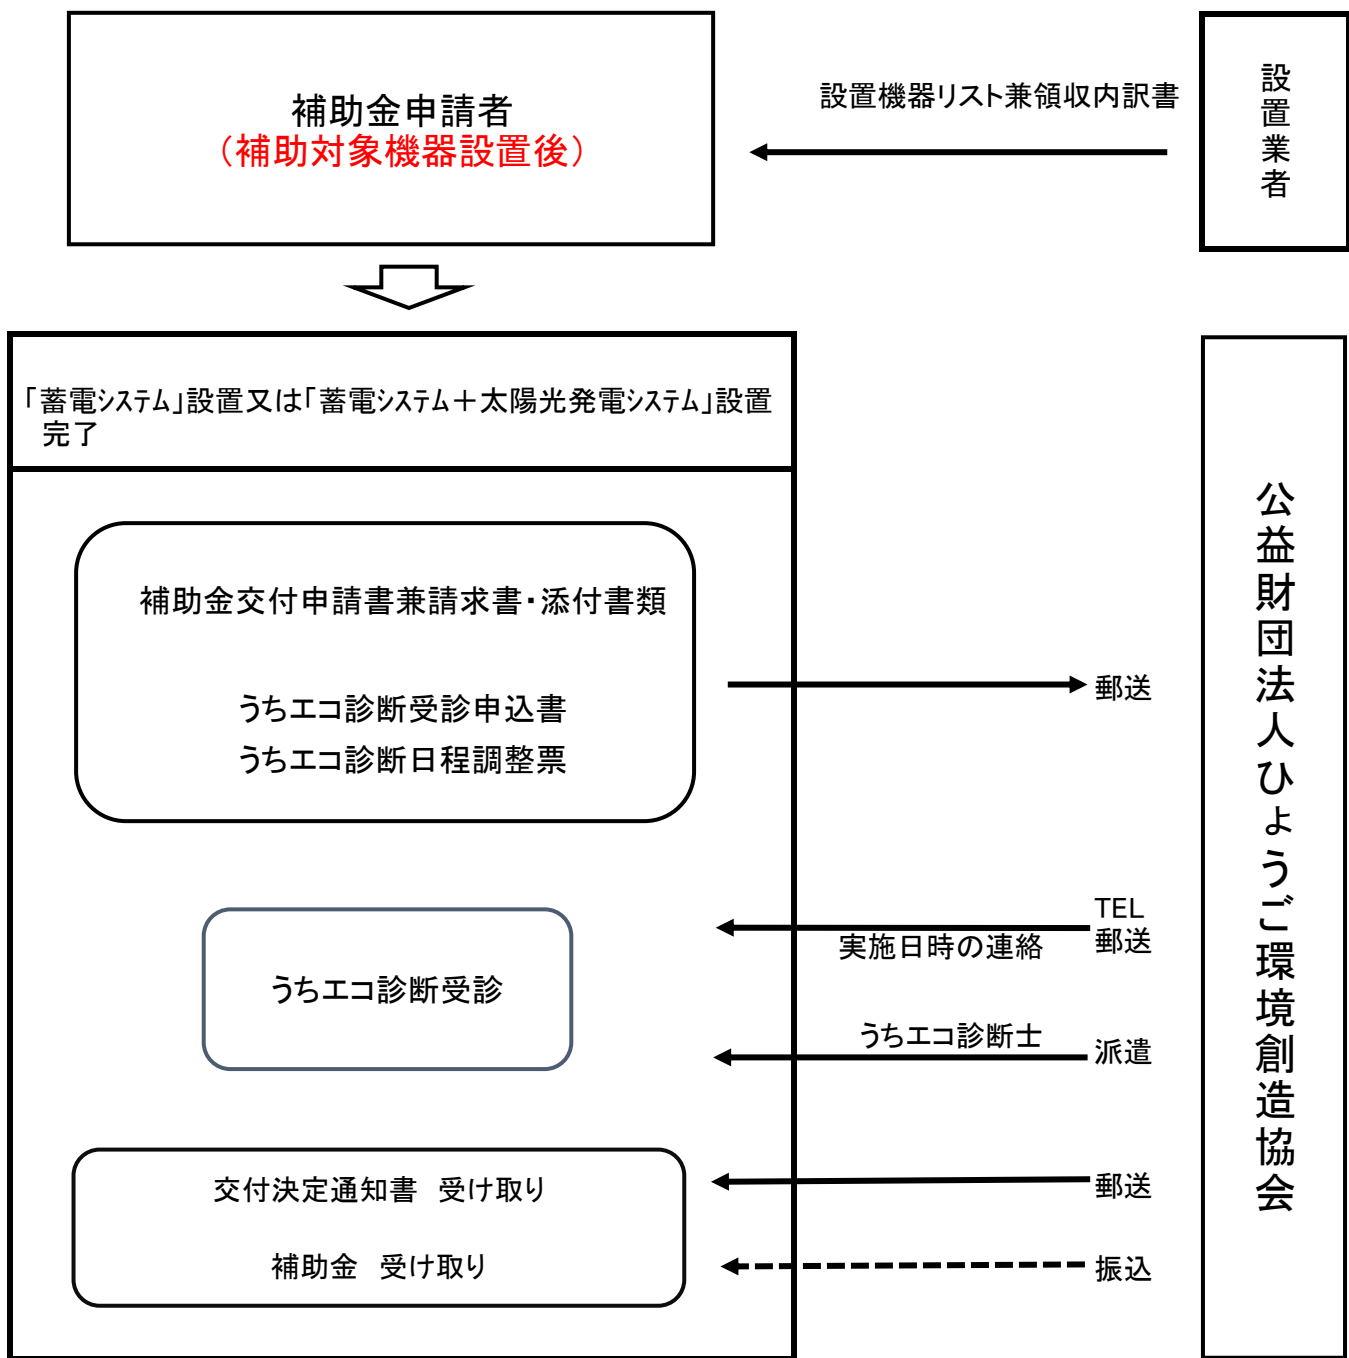 補助金申請者
（補助対象機器設置後）
設置機器リスト兼領収内訳書
設置業者
「蓄電ｼｽﾃﾑ」設置又は「蓄電ｼｽﾃﾑ＋太陽光発電ｼｽﾃﾑ」設置
完了
補助金交付申請書兼請求書・添付書類
うちエコ診断受診申込書
うちエコ診断日程調整票
郵送
TEL
郵送
実施日時の連絡
うちエコ診断受診
うちエコ診断士
派遣
交付決定通知書　受け取り
郵送
補助金　受け取り
振込
公益財団法人ひょうご環境創造協会